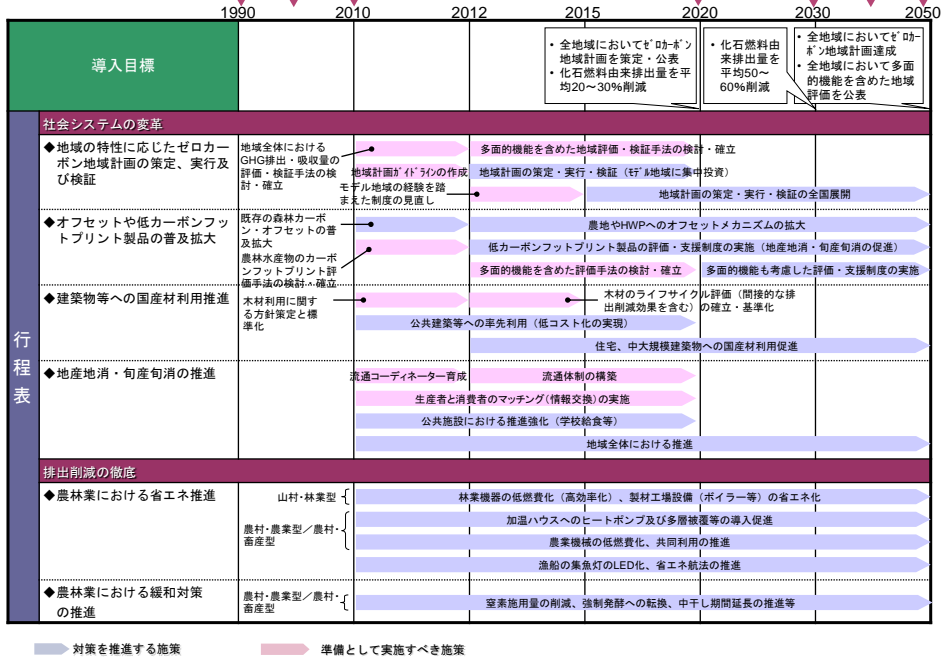 1990 2010 2012 2015 2020 2030 2050
導入目標
・全地域においてｾﾞﾛｶｰﾎﾞﾝ
地域計画を策定・公表
・化石燃料由来排出量を平
均20～30%削減
・化石燃料由
来排出量を
平均50～
60%削減
・全地域においてｾﾞﾛｶｰ
ﾎﾞﾝ地域計画達成
・全地域において多面
的機能を含めた地域
評価を公表
行程表
社会システムの変革
◆地域の特性に応じたゼロカー
ボン地域計画の策定、実行及
び検証
地域全体における
GHG排出・吸収量の
評価・検証手法の検
討・確立
多面的機能を含めた地域評価・検証手法の検討・確立
地域計画ｶﾞｲﾄﾞﾗｲﾝの作成
地域計画の策定・実行・検証（ﾓﾃﾞﾙ地域に集中投資）
モデル地域の経験を踏
まえた制度の見直し
地域計画の策定・実行・検証の全国展開
◆オフセットや低カーボンフッ
トプリント製品の普及拡大
既存の森林カーボ
ン・オフセットの普
及拡大
農地やHWPへのオフセットメカニズムの拡大
農林水産物のカーボ
ンフットプリント評
価手法の検討・確立
低カーボンフットプリント製品の評価・支援制度の実施（地産地消・旬産旬消の促進）
多面的機能を含めた評価手法の検討・確立
多面的機能も考慮した評価・支援制度の実施
◆建築物等への国産材利用推進
木材利用に関す
る方針策定と標
準化
木材のライフサイクル評価（間接的な排
出削減効果を含む）の確立・基準化
公共建築等への率先利用（低コスト化の実現）
住宅、中大規模建築物への国産材利用促進
◆地産地消・旬産旬消の推進
流通コーディネーター育成
流通体制の構築
生産者と消費者のマッチング（情報交換）の実施
公共施設における推進強化（学校給食等）
地域全体における推進
排出削減の徹底
◆農林業における省エネ推進
山村・林業型
林業機器の低燃費化（高効率化）、製材工場設備（ボイラー等）の省エネ化
農村・農業型／農村・
畜産型
加温ハウスへのヒートポンプ及び多層被覆等の導入促進
農業機械の低燃費化、共同利用の推進
漁船の集魚灯のLED化、省エネ航法の推進
◆農林業における緩和対策
の推進
農村・農業型／農村・
畜産型
窒素施用量の削減、強制発酵への転換、中干し期間延長の推進等
対策を推進する施策
準備として実施すべき施策